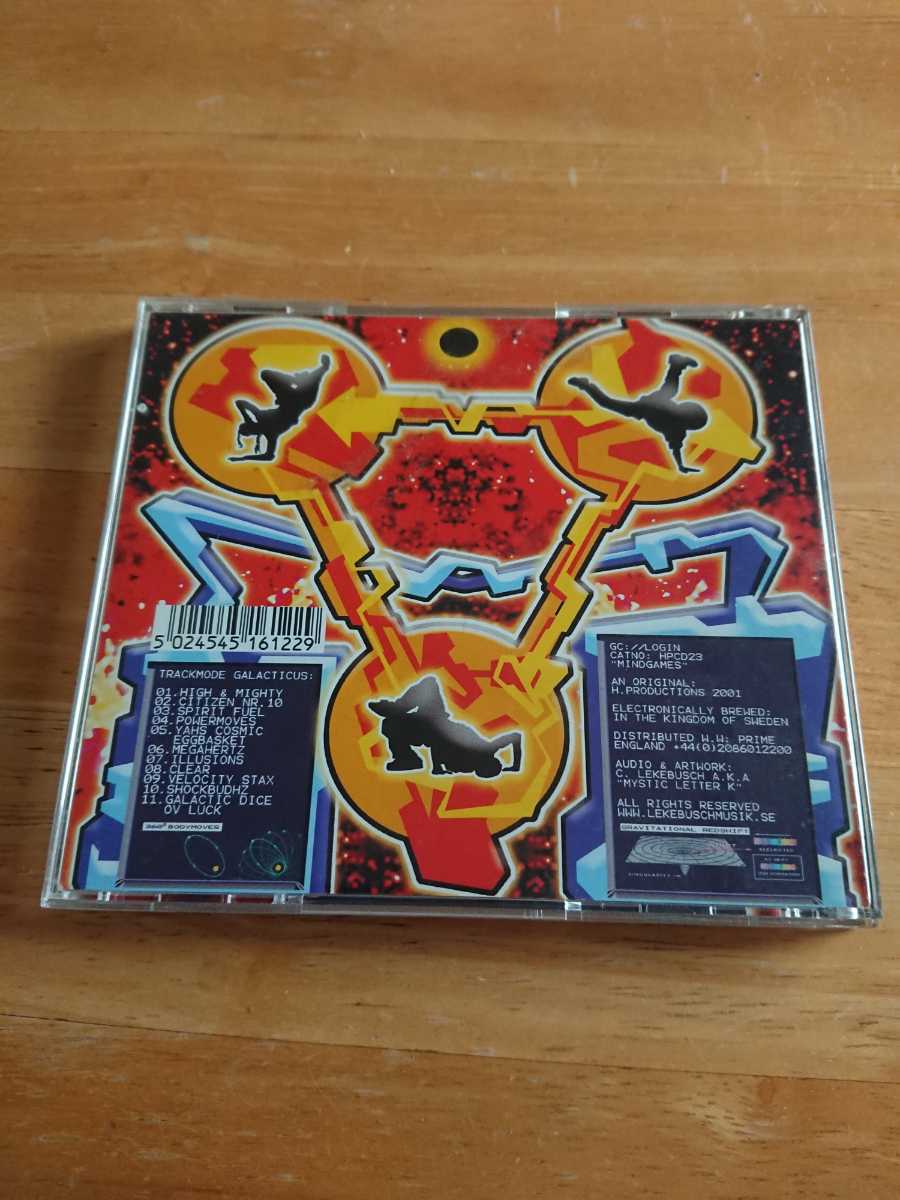 5 024545 161229
TRACKMODE GALACTICUS:
01.HIGH & MIGHTY
02.CITIZEN NR.10
03.SPIRIT FUEL
04.POWERMOVES
05.YAHS COSMIC
EGGBASKET
06.MEGAHERTZ
07.ILLUSIONS
08.CLEAR
09.VELOCITY STAX
10.SHOCKBUDHZ
11.GALACTIC DICE
OV LUCK
360° BODYMOVER
GC://LOGIN
CATNO: HPCD23
"MINDGAMES"
AN ORIGINAL:
H.PRODUCTIONS 2001
ELECTRONICALLY BREWED:
IN THE KINGDOM OF SWEDEN
DISTRIBUTED W.W: PRIME
ENGLAND +44(0)2086012200
AUDIO & ARTWORK:
C. LEKEBUSCH A.K.A
"MYSTIC LETTER K"
ALL RIGHTS RESERVED
WWW.LEKEBUSCHMUSIK.SE
GRAVITATIONAL REDSHIFT
SINGULARITY